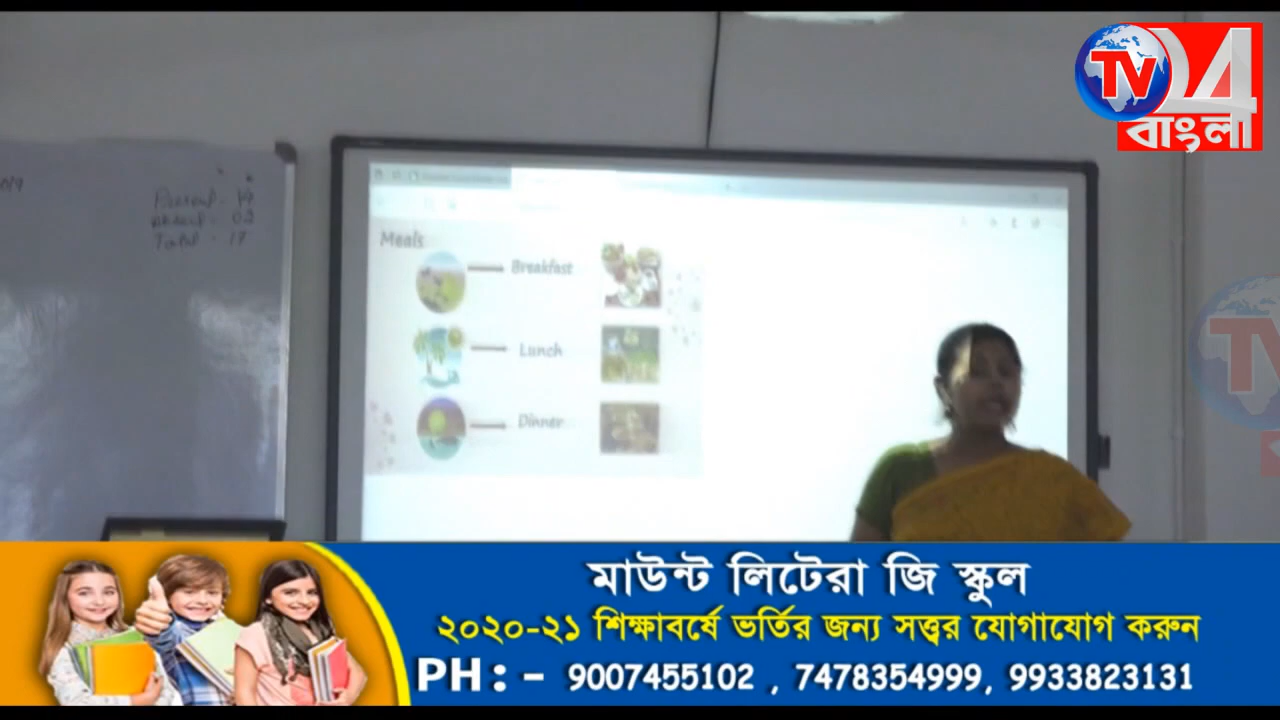 TV 24
বাংলা
Total - 17
Meals
Breakfast
Lunch
Dinner
মাউন্ট লিটেরা জি স্কুল
২০২০-২১ শিক্ষাবর্ষে ভর্তির জন্য সত্ত্বর যোগাযোগ করুন
PH : - 9007455102 , 7478354999, 9933823131